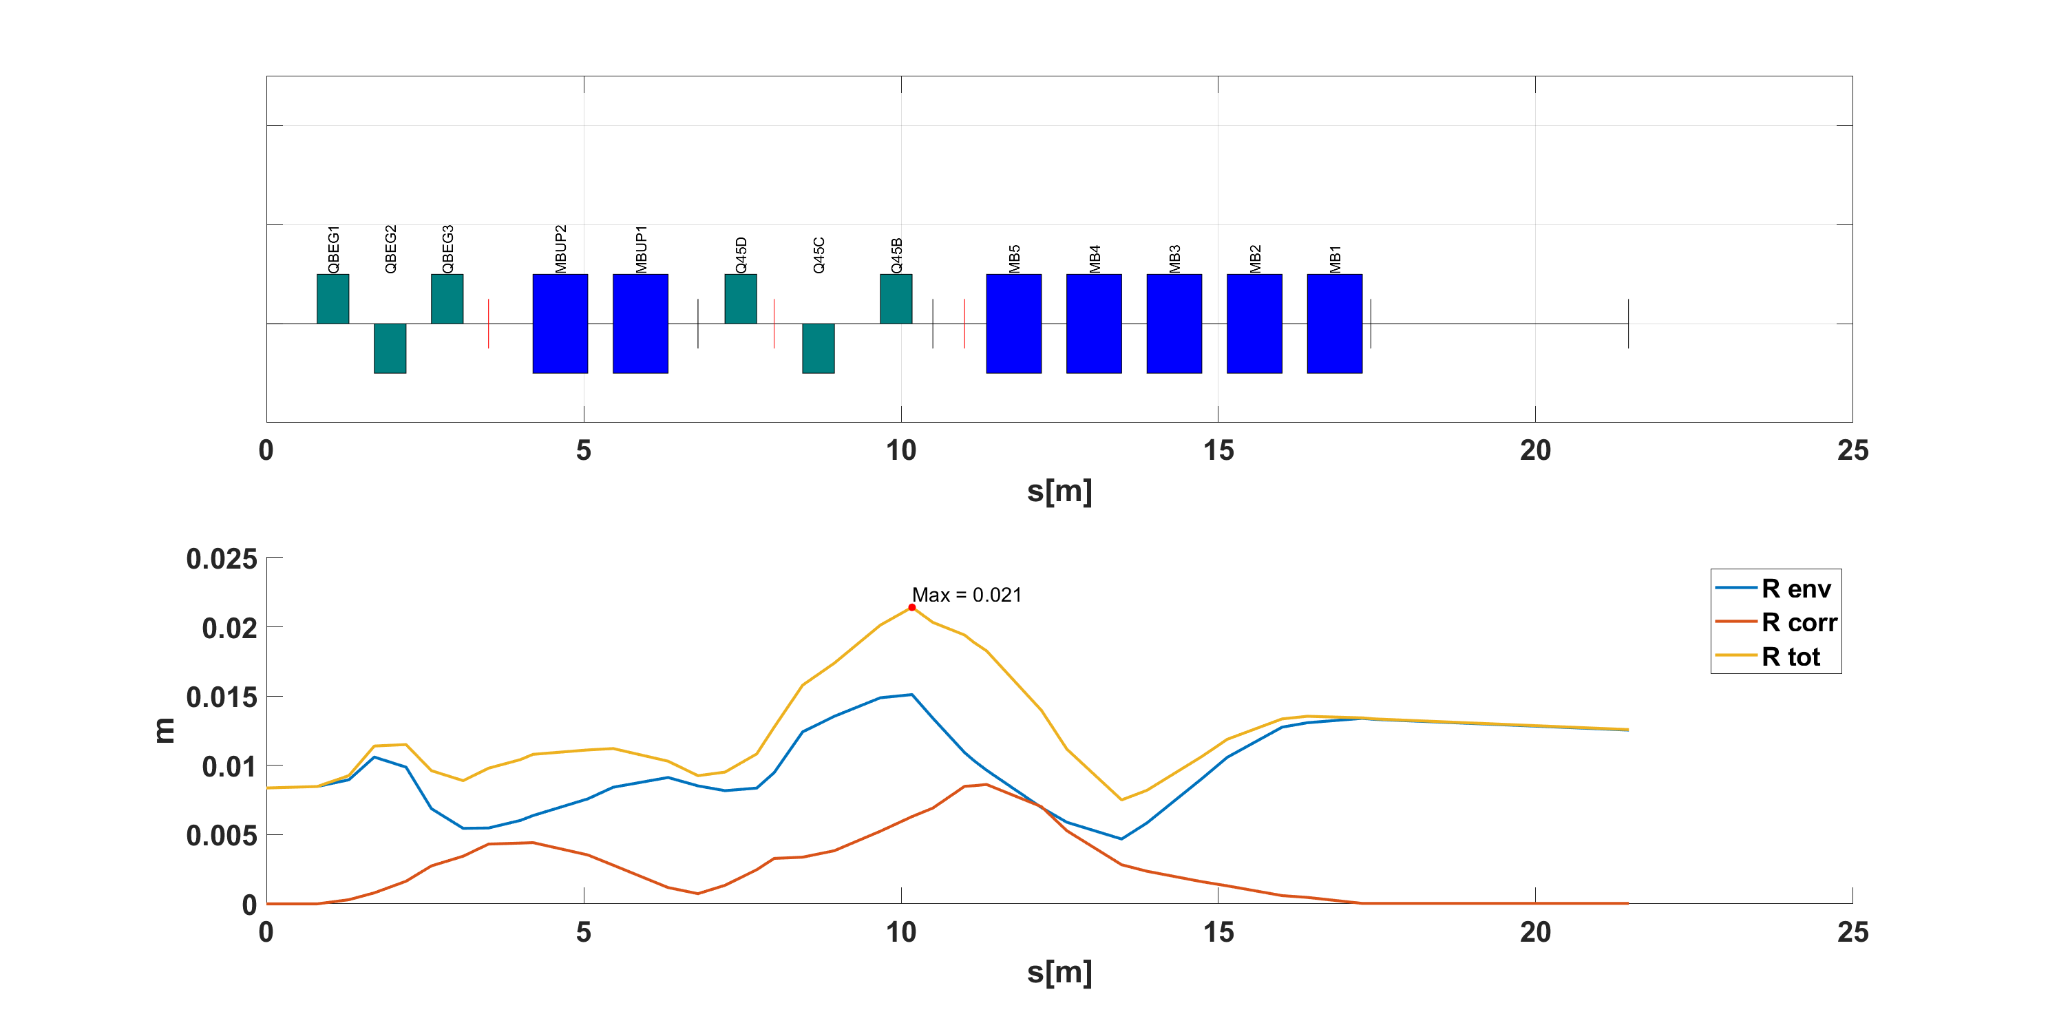 QBEG1
QBEG2
QBEG3
MBUP2
MBUP1
Q45D
Q45C
Q45B
MB5
MB4
MB3
MB2
MB1
0 5 10 15 20 25
s[m]
0.025
0.02
0.015
0.01
0.005
0
m
Max = 0.021
R env
R corr
R tot
0 5 10 15 20 25
s[m]